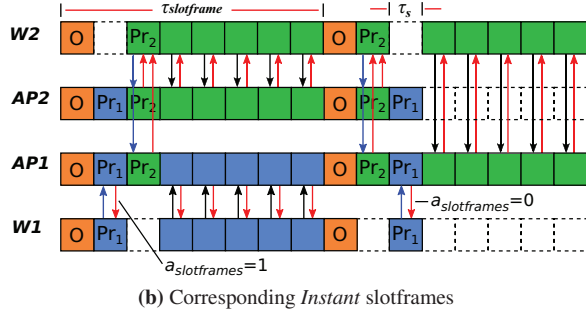 τslotframe τs
W2 O Pr2 O Pr2
AP2 O Pr1 Pr2 O Pr2 Pr1
AP1 O Pr1 Pr2 O Pr2 Pr1
aslotframes=0
W1 O Pr1 O Pr1
aslotframes=1
(b) Corresponding Instant slotframes